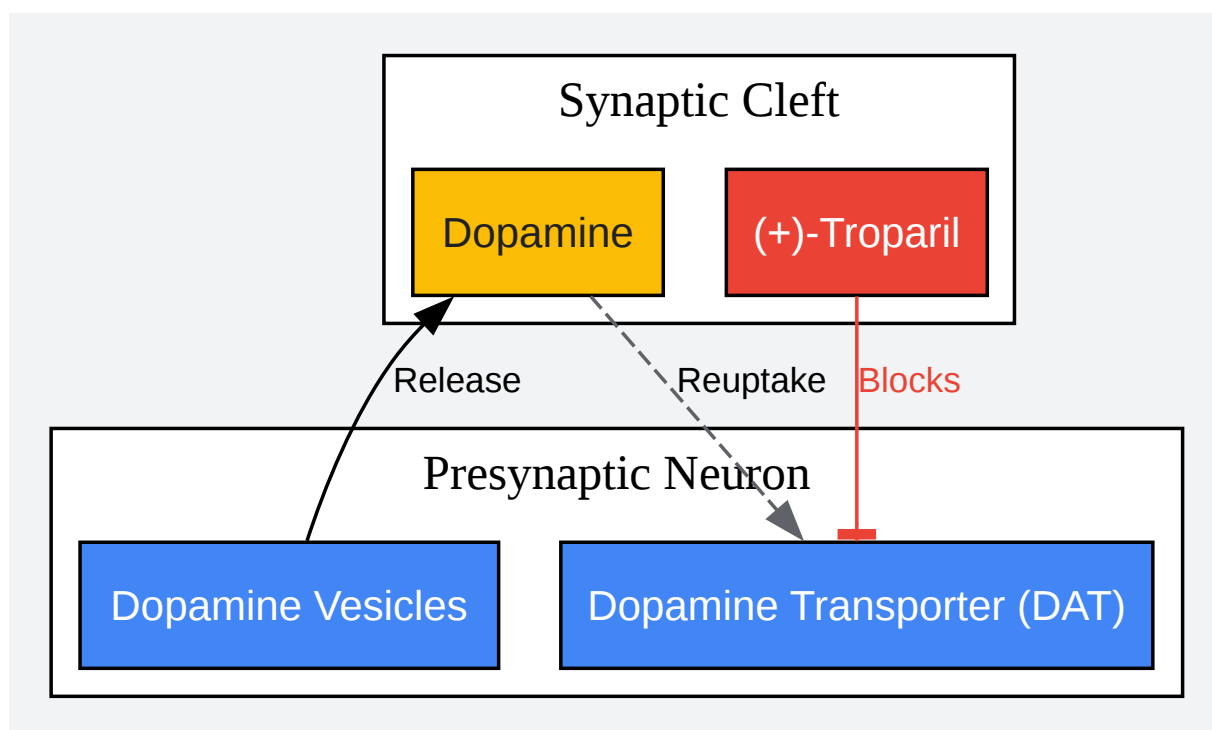 Synaptic Cleft
Dopamine
(+)-Troparil
Release
Reuptake
Blocks
Presynaptic Neuron
Dopamine Vesicles
Dopamine Transporter (DAT)